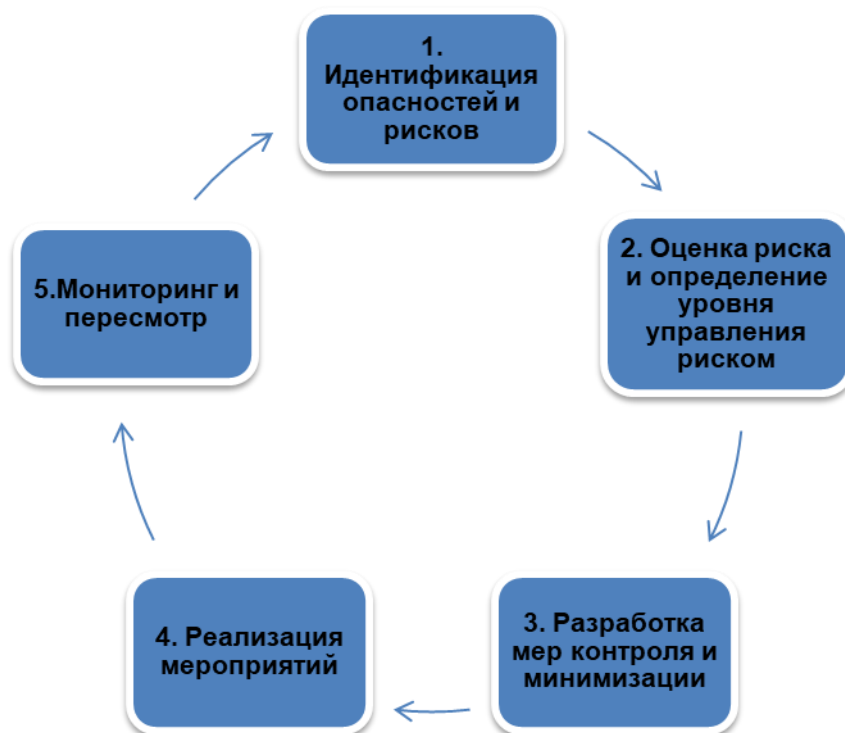 1.
Идентификация
опасностей и
рисков
2. Оценка риска
и определение
уровня
управления
риском
3. Разработка
мер контроля и
минимизации
4. Реализация
мероприятий
5.Мониторинг и
пересмотр